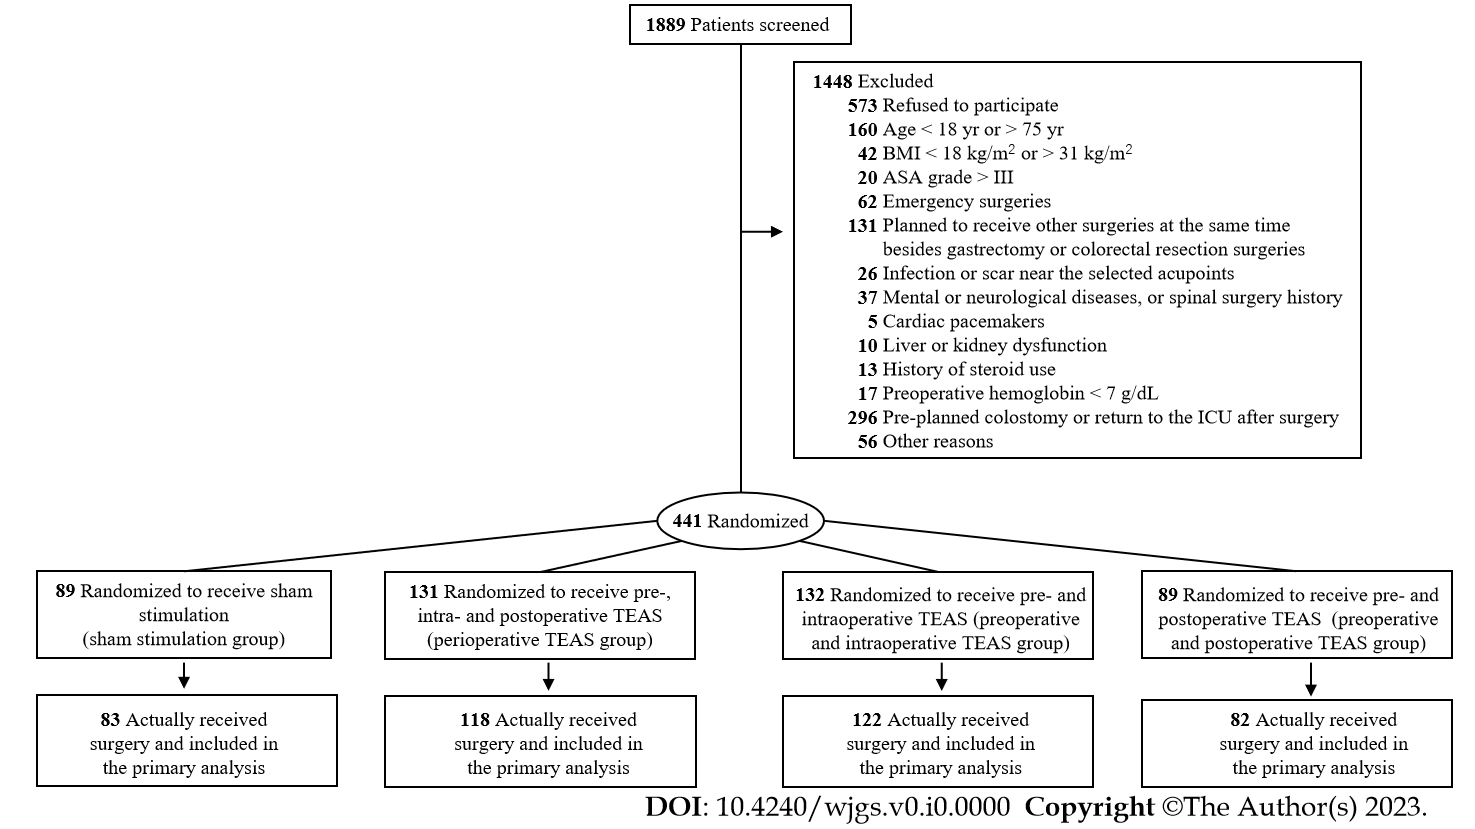 1889 Patients screened
1448 Excluded
573 Refused to participate
160 Age < 18 yr or > 75 yr
42 BMI < 18 kg/m² or > 31 kg/m²
20 ASA grade > III
62 Emergency surgeries
131 Planned to receive other surgeries at the same time
besides gastrectomy or colorectal resection surgeries
26 Infection or scar near the selected acupoints
37 Mental or neurological diseases, or spinal surgery history
5 Cardiac pacemakers
10 Liver or kidney dysfunction
13 History of steroid use
17 Preoperative hemoglobin < 7 g/dL
296 Pre-planned colostomy or return to the ICU after surgery
56 Other reasons
441 Randomized
89 Randomized to receive sham
stimulation
(sham stimulation group)
131 Randomized to receive pre-,
intra- and postoperative TEAS
(perioperative TEAS group)
132 Randomized to receive pre- and
intraoperative TEAS (preoperative
and intraoperative TEAS group)
89 Randomized to receive pre- and
postoperative TEAS (preoperative
and postoperative TEAS group)
83 Actually received
surgery and included in
the primary analysis
118 Actually received
surgery and included in
the primary analysis
122 Actually received
surgery and included in
the primary analysis
82 Actually received
surgery and included in
the primary analysis
DOI: 10.4240/wjgs.v0.i0.0000 Copyright ©The Author(s) 2023.